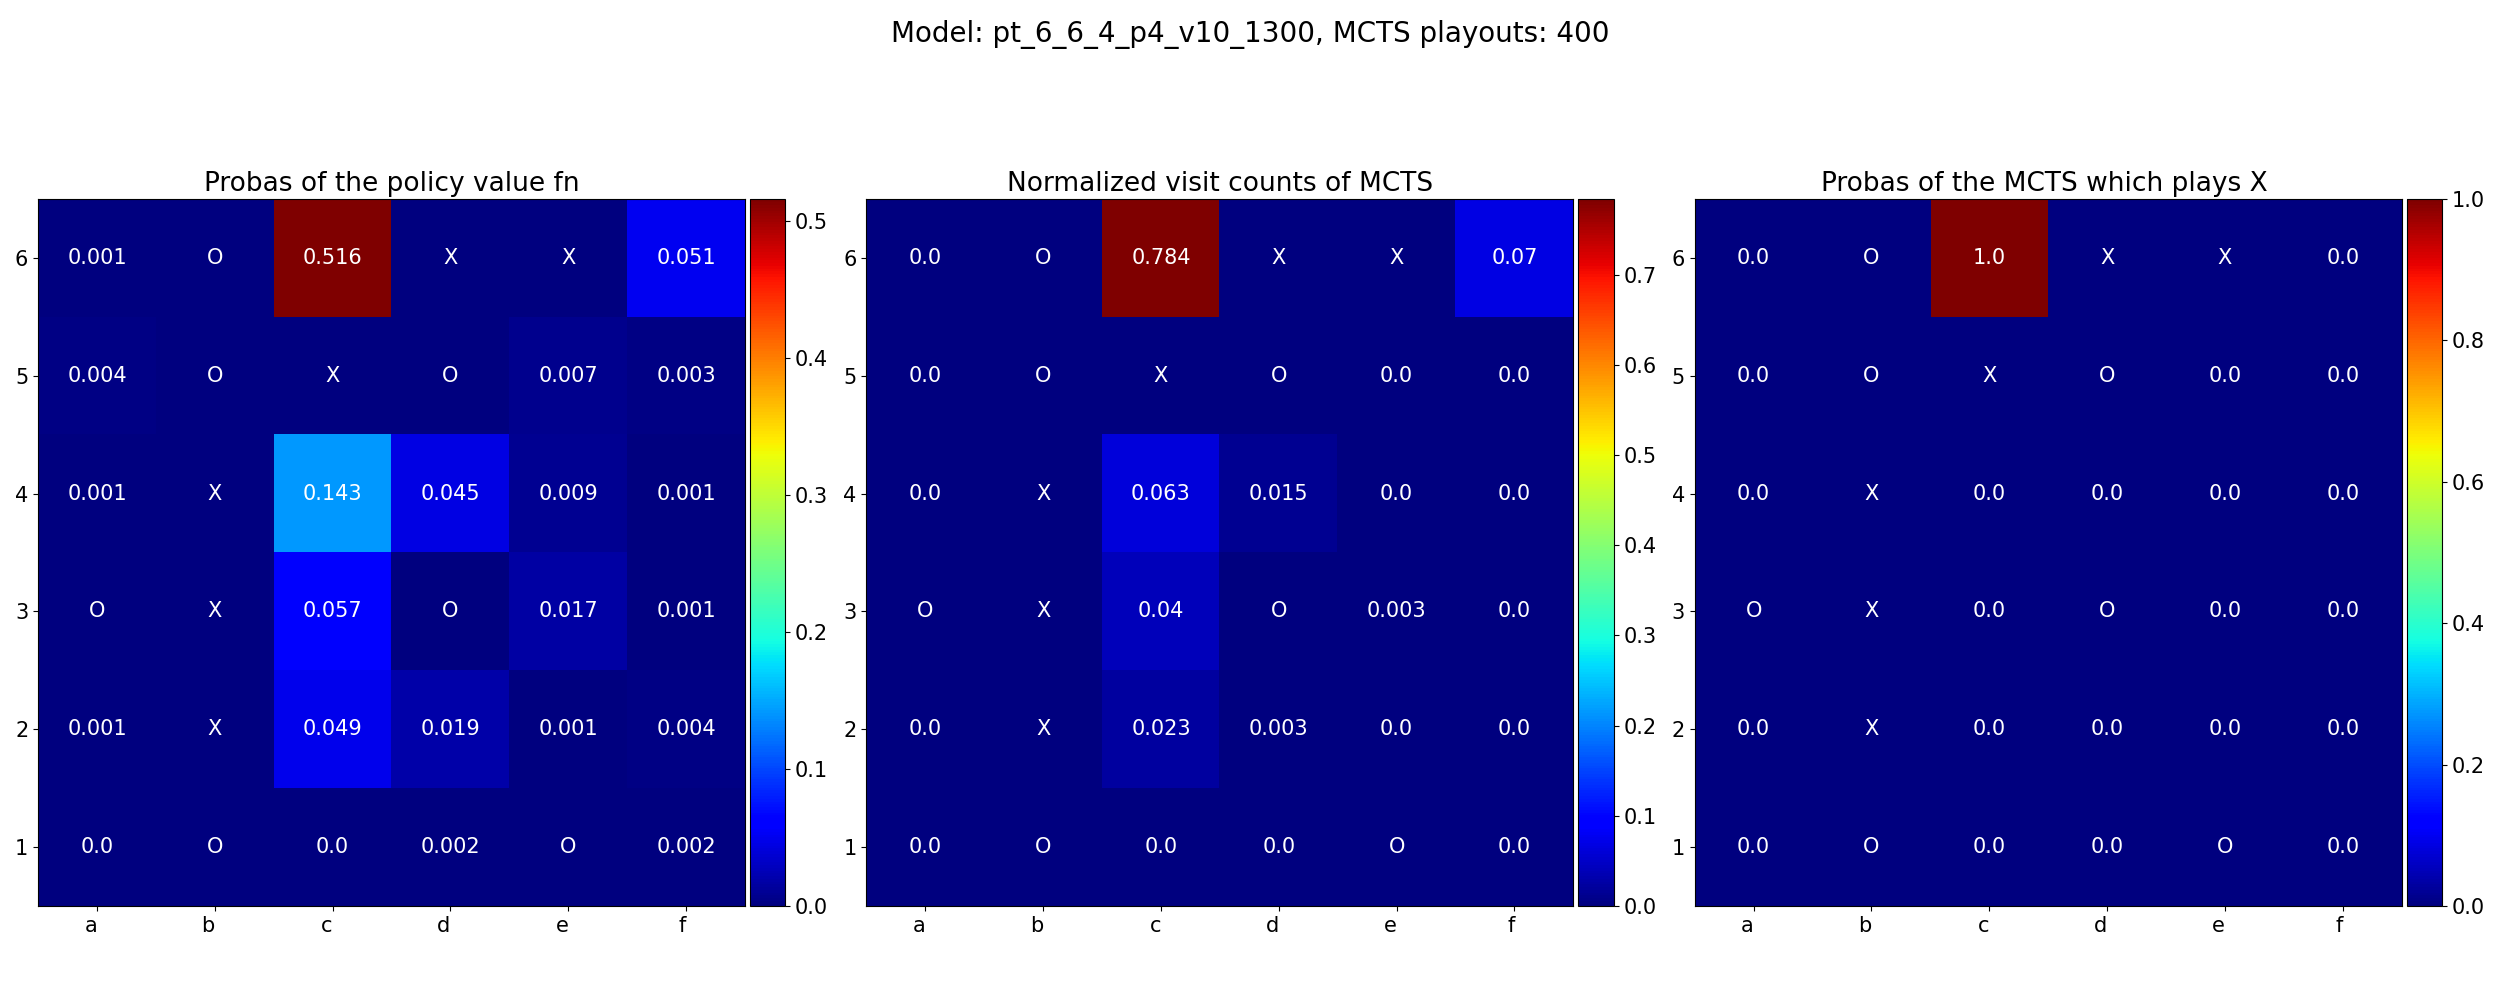 Model: pt_6_6_4_p4_v10_1300, MCTS playouts: 400
Probas of the policy value fn
6 0.001 O 0.516 X X 0.051
5 0.004 O X O 0.007 0.003
4 0.001 X 0.143 0.045 0.009 0.001
3 O X 0.057 O 0.017 0.001
2 0.001 X 0.049 0.019 0.001 0.004
1 0.0 O 0.0 0.002 O 0.002
a b c d e f
0.5
0.4
0.3
0.2
0.1
0.0
Normalized visit counts of MCTS
6 0.0 O 0.784 X X 0.07
5 0.0 O X O 0.0 0.0
4 0.0 X 0.063 0.015 0.0 0.0
3 O X 0.04 O 0.003 0.0
2 0.0 X 0.023 0.003 0.0 0.0
1 0.0 O 0.0 0.0 O 0.0
a b c d e f
0.7
0.6
0.5
0.4
0.3
0.2
0.1
0.0
Probas of the MCTS which plays X
6 0.0 O 1.0 X X 0.0
5 0.0 O X O 0.0 0.0
4 0.0 X 0.0 0.0 0.0 0.0
3 O X 0.0 O 0.0 0.0
2 0.0 X 0.0 0.0 0.0 0.0
1 0.0 O 0.0 0.0 O 0.0
a b c d e f
1.0
0.8
0.6
0.4
0.2
0.0